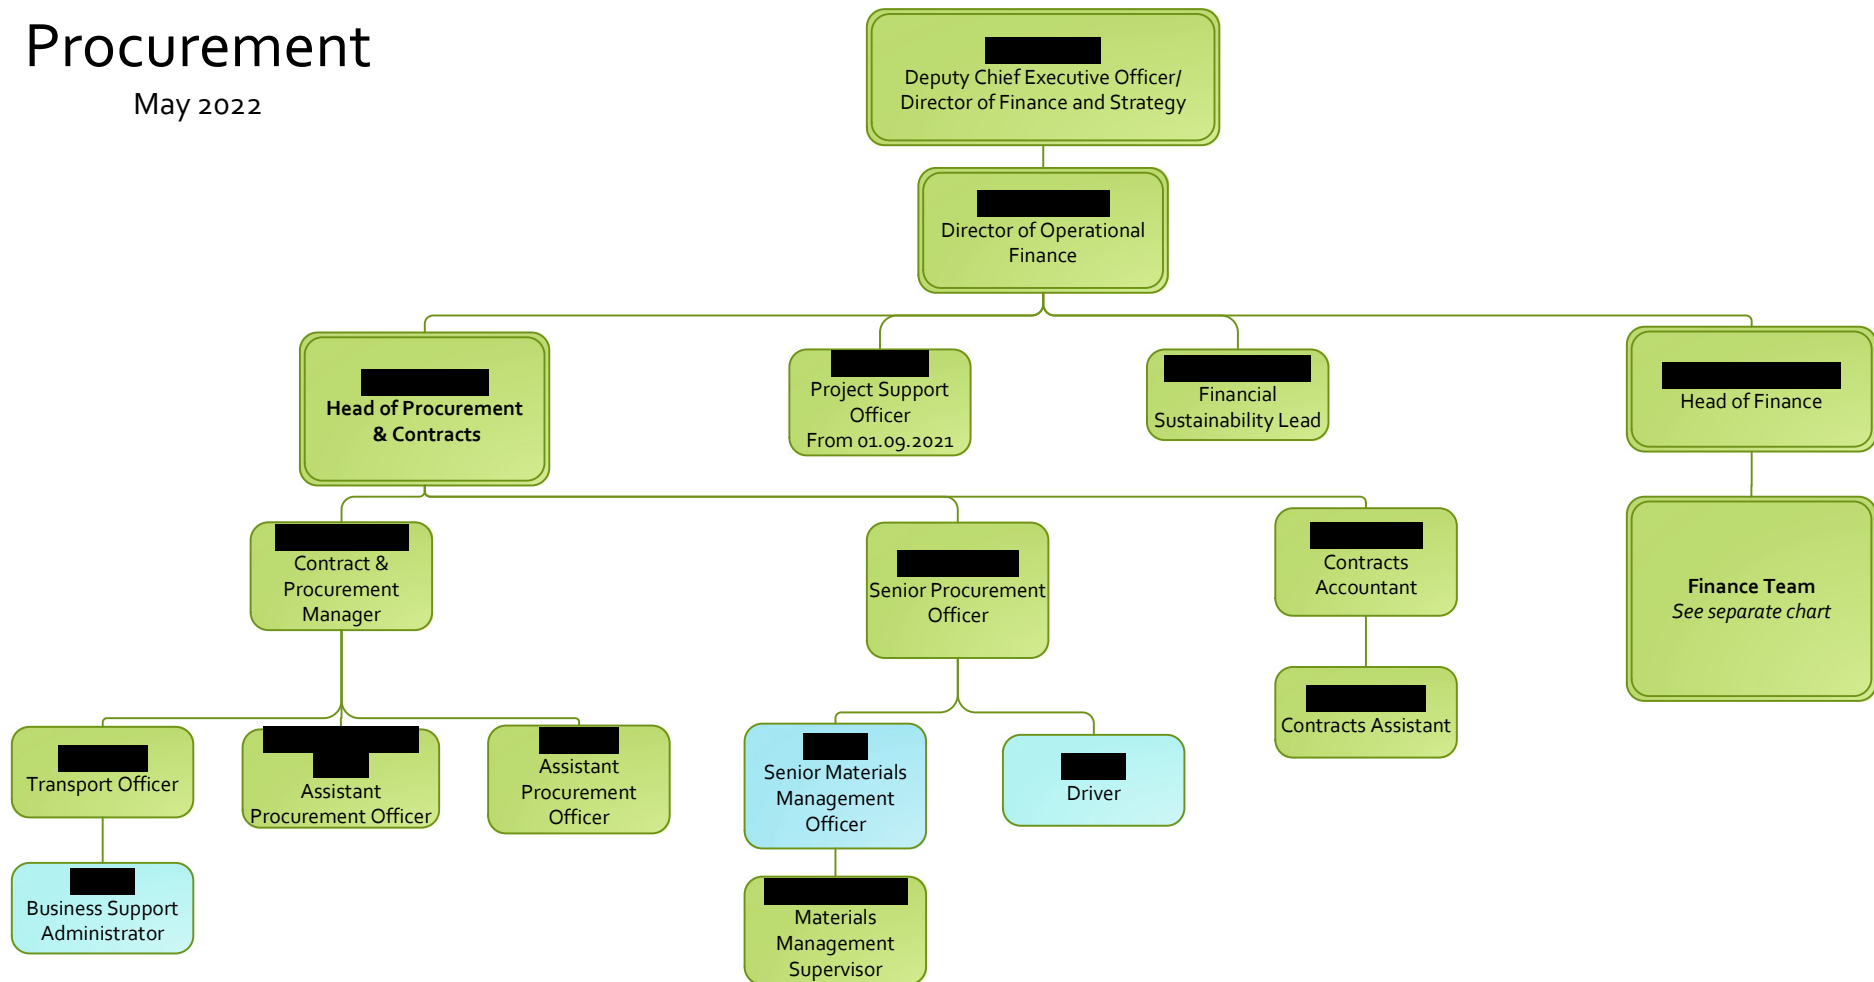 Procurement
May 2022
Deputy Chief Executive Officer/
Director of Finance and Strategy
Director of Operational
Finance
Head of Procurement
& Contracts
Project Support
Officer
From 01.09.2021
Financial
Sustainability Lead
Head of Finance
Contract &
Procurement
Manager
Senior Procurement
Officer
Contracts
Accountant
Finance Team
See separate chart
Contracts Assistant
Transport Officer
Assistant
Procurement Officer
Assistant
Procurement
Officer
Senior Materials
Management
Officer
Driver
Business Support
Administrator
Materials
Management
Supervisor